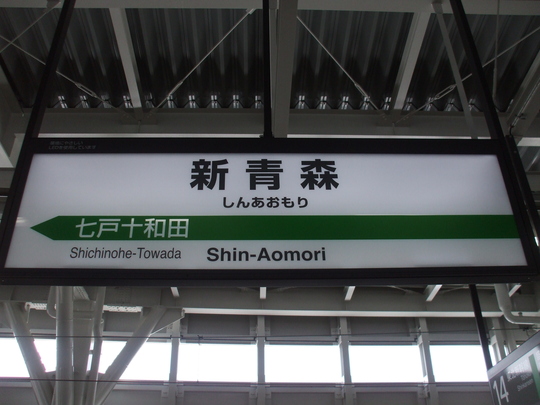 新青森
しんあおもり
七戸十和田
Shichinohe-Towada
Shin-Aomori
14